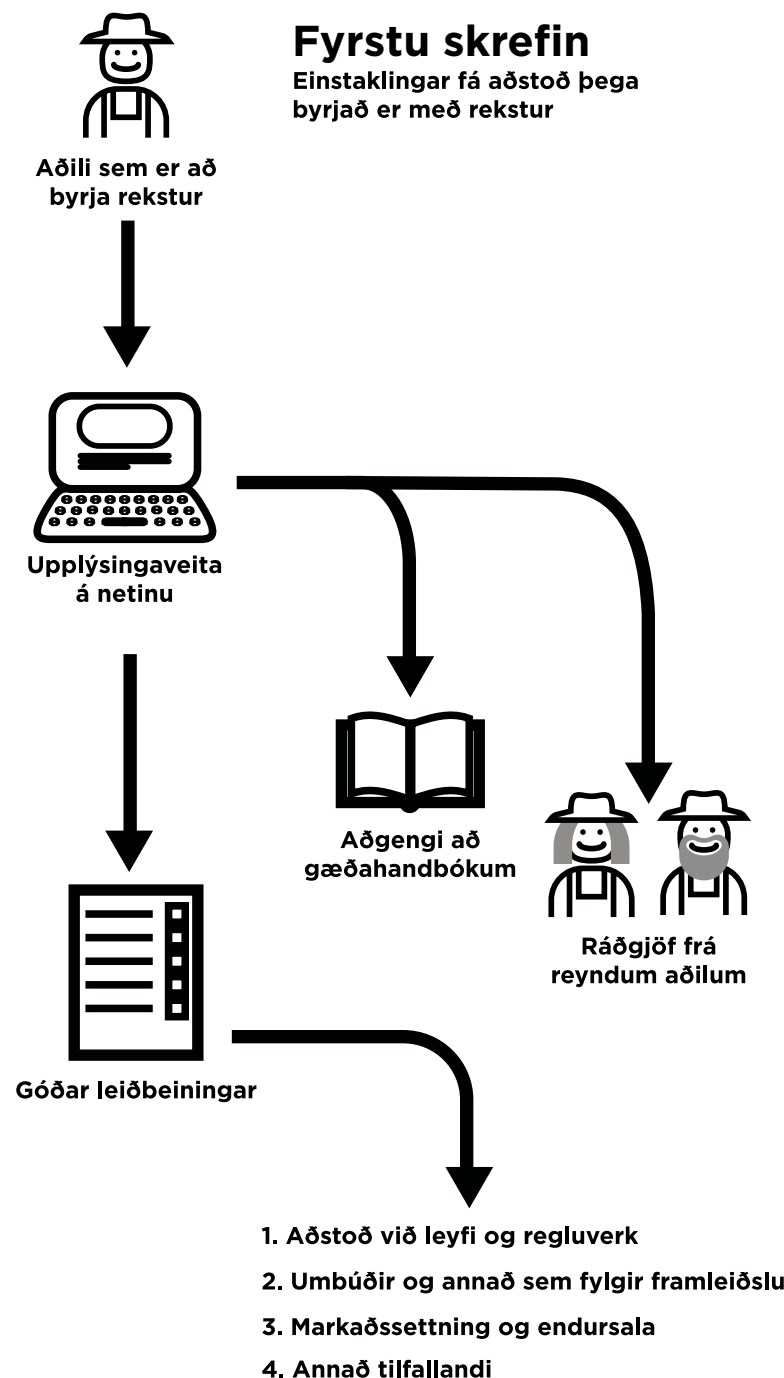 Fyrstu skrefin
Einstaklingar fá aðstoð þega
byrjað er með rekstur
Aðili sem er að
byrja rekstur
Upplýsingaveita
á netinu
Aðgengi að
gæðahandbókum
Ráðgjöf frá
reyndum aðilum
Góðar leiðbeiningar
1. Aðstoð við leyfi og regluverk
2. Umbúðir og annað sem fylgir framleiðslu
3. Markaðssettning og endursala
4. Annað tilfallandi